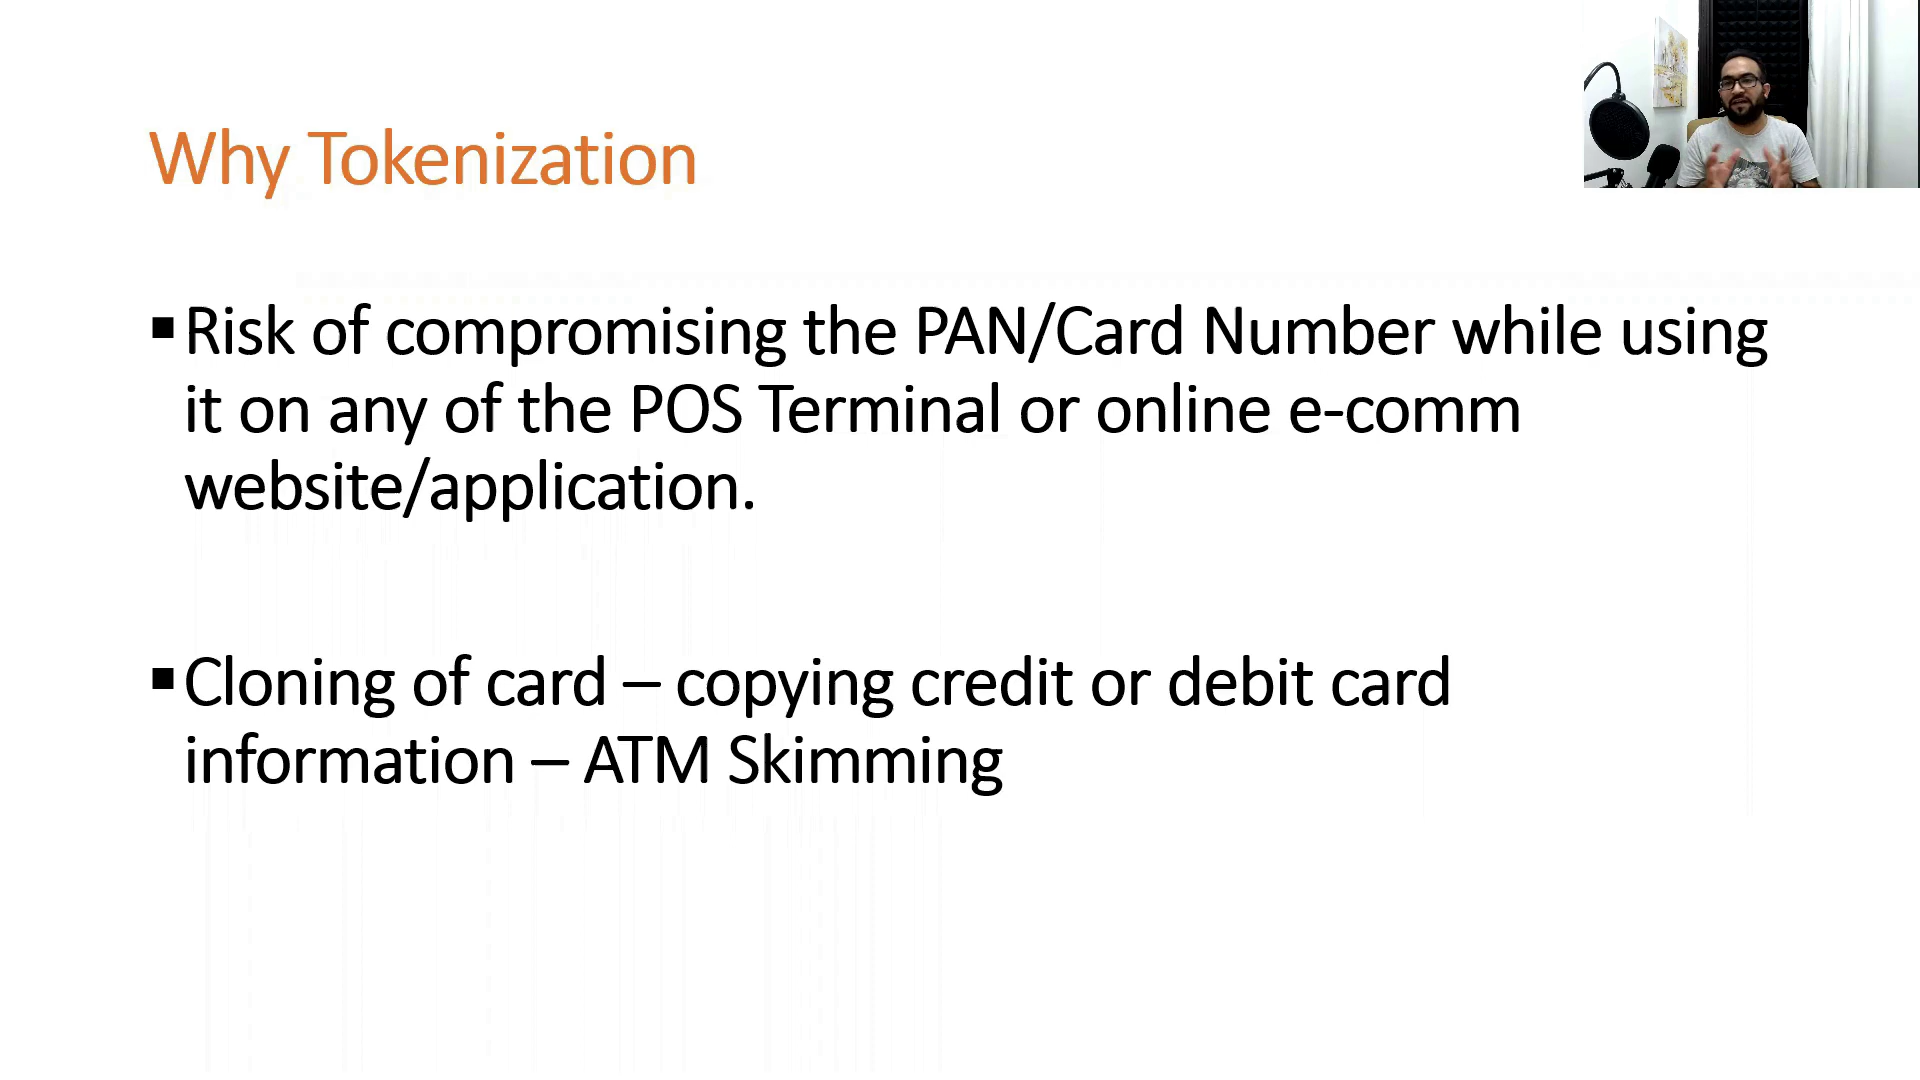 Why Tokenization
▪Risk of compromising the PAN/Card Number while using
it on any of the POS Terminal or online e-comm
website/application.
▪Cloning of card – copying credit or debit card
information – ATM Skimming